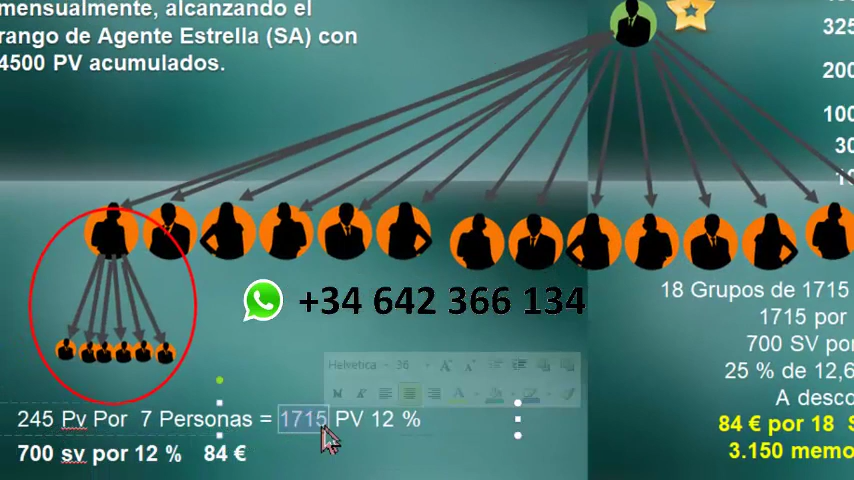 mensualmente, alcanzando el
rango de Agente Estrella (SA) con
4500 PV acumulados.
325
200
100
30
+34 642 366 134
Helvetica 36
18 Grupos de 1715
1715 por
700 SV por
25 % de 12,6
A desco
84 € por 18 S
3.150 memo
245 Pv Por 7 Personas = 1715 PV 12 %
700 sv por 12 % 84 €